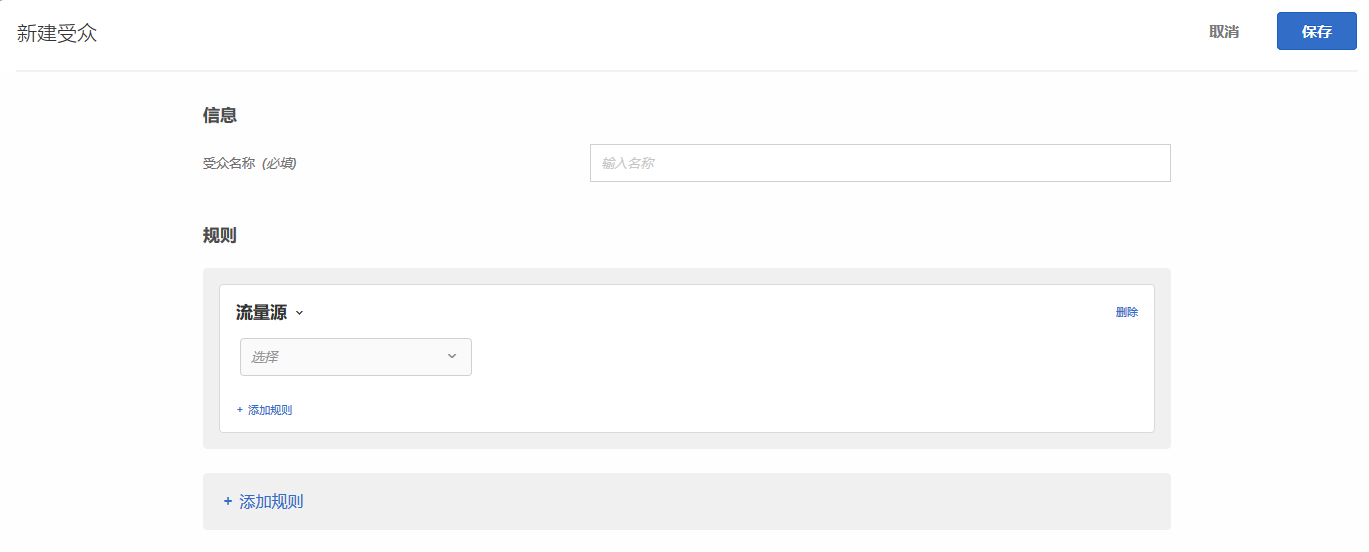 新建受众
取消
保存
信息
受众名称 (必填)
输入名称
规则
流量源
删除
选择
+ 添加规则
+ 添加规则